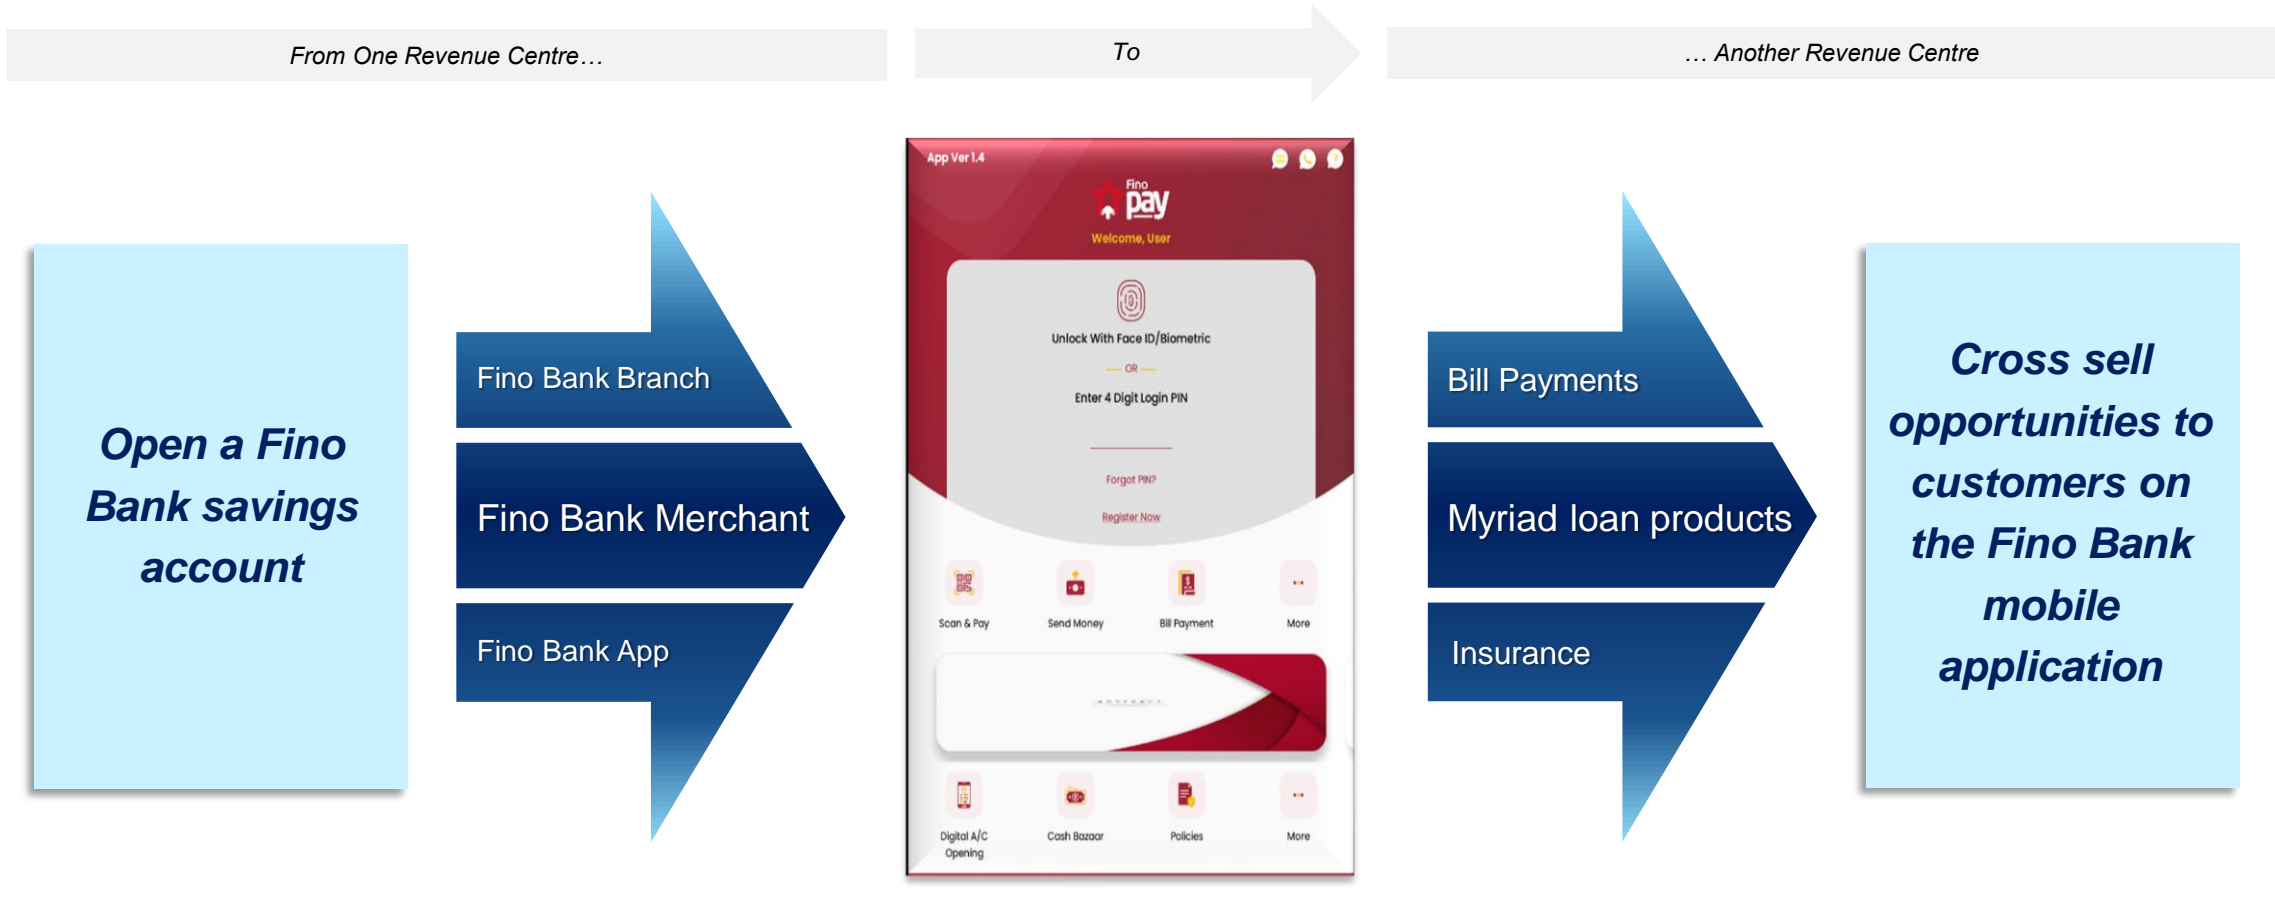 From One Revenue Centre…
To
… Another Revenue Centre
Open a Fino
Bank savings
account
Fino Bank Branch
Fino Bank Merchant
Fino Bank App
App Ver 1.4
Fino
pay
Welcome, User
Unlock With Face ID/Biometric
OR
Enter 4 Digit Login PIN
Forgot PIN?
Register Now
Scan & Pay
Send Money
Bill Payment
More
Digital A/C
Opening
Cash Bazaar
Policies
More
Bill Payments
Myriad loan products
Insurance
Cross sell
opportunities to
customers on
the Fino Bank
mobile
application